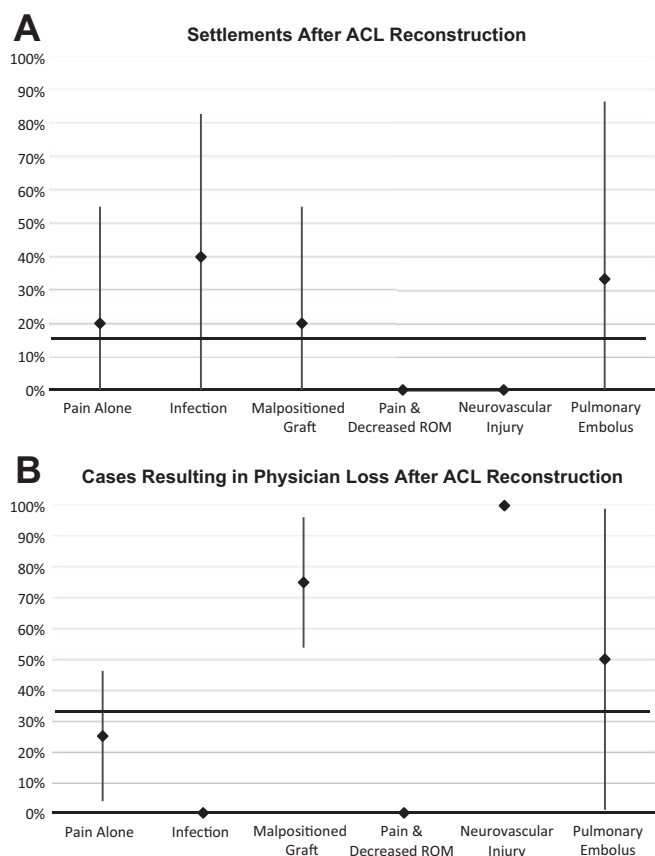 A
Settlements After ACL Reconstruction
100%
90%
80%
70%
60%
50%
40%
30%
20%
10%
0%
Pain Alone Infection Malpositioned Pain & Neurovascular Pulmonary
Graft Decreased ROM Injury Embolus
B
Cases Resulting in Physician Loss After ACL Reconstruction
100%
90%
80%
70%
60%
50%
40%
30%
20%
10%
0%
Pain Alone Infection Malpositioned Pain & Neurovascular Pulmonary
Graft Decreased ROM Injury Embolus